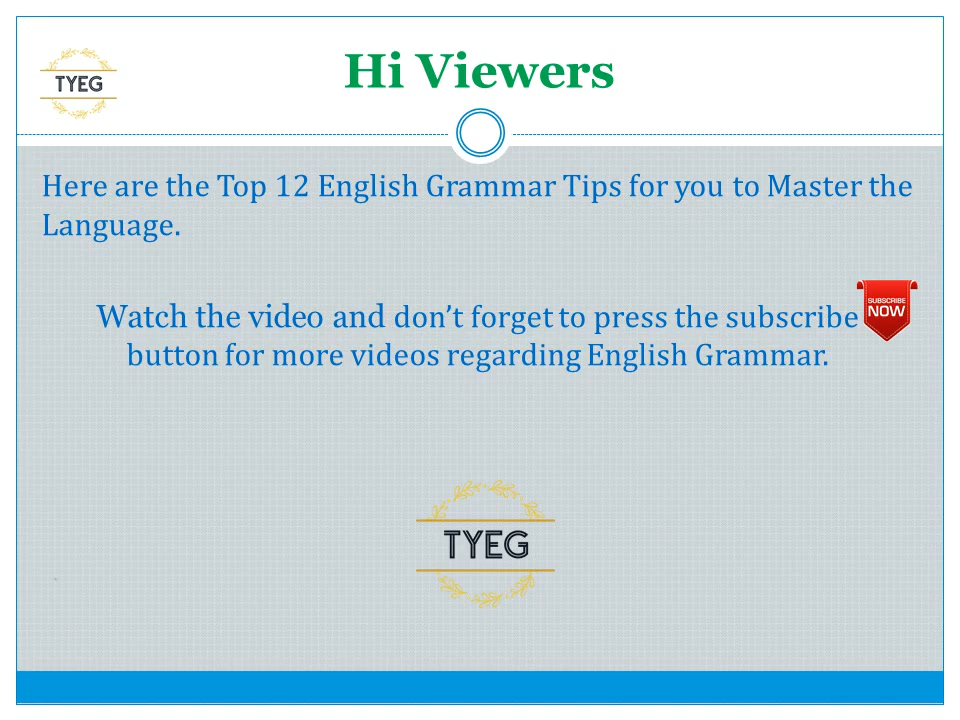 TYEG
Hi Viewers
Here are the Top 12 English Grammar Tips for you to Master the
Language.
Watch the video and don’t forget to press the subscribe
SUBSCRIBE
NOW
button for more videos regarding English Grammar.
TYEG